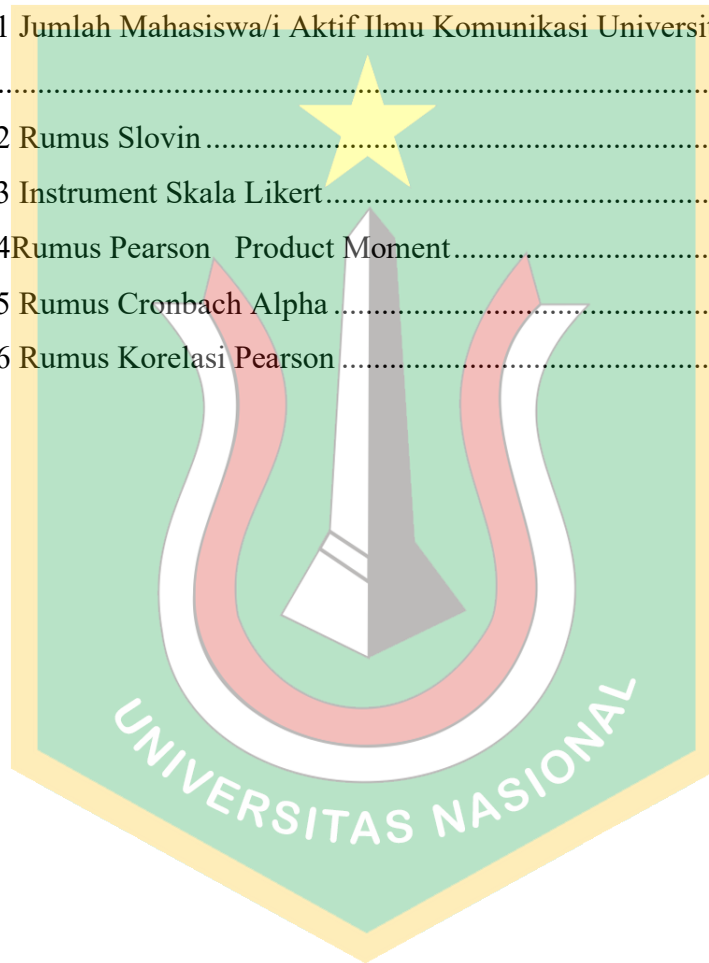 1 Jumlah Mahasiswa/i Aktif Ilmu Komunikasi Universit
................................................................................
2 Rumus Slovin................................................................
3 Instrument Skala Likert................................................
4Rumus Pearson Product Moment................................
5 Rumus Cronbach Alpha ...............................................
6 Rumus Korelasi Pearson ..............................................
UNIVERSITAS NASIONAL